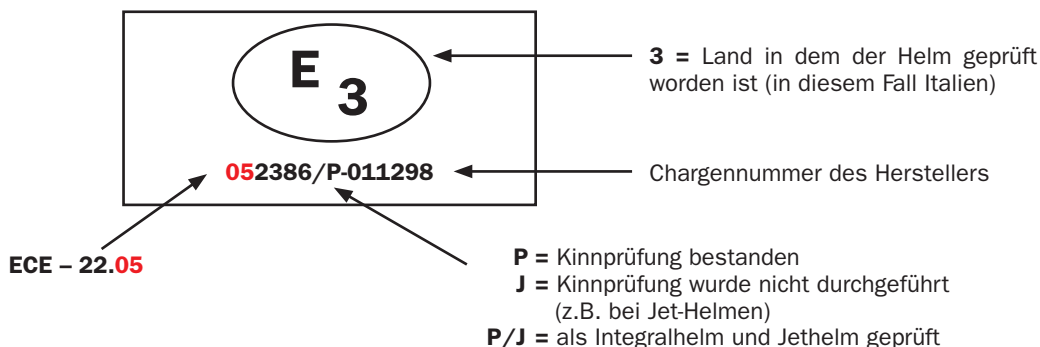 E 3
3 = Land in dem der Helm geprüft
worden ist (in diesem Fall Italien)
052386/P-011298
Chargennummer des Herstellers
ECE – 22.05
P = Kinnprüfung bestanden
J = Kinnprüfung wurde nicht durchgeführt
(z.B. bei Jet-Helmen)
P/J = als Integralhelm und Jethelm geprüft